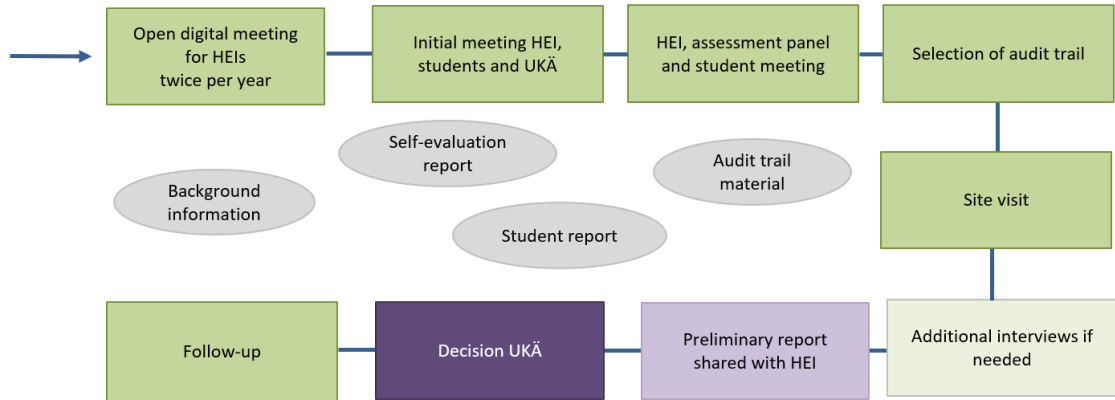 Open digital meeting
for HEIs
twice per year
Initial meeting HEI,
students and UKÄ
HEI, assessment panel
and student meeting
Selection of audit trail
Self-evaluation
report
Audit trail
material
Background
information
Student report
Site visit
Follow-up
Decision UKÄ
Preliminary report
shared with HEI
Additional interviews if
needed